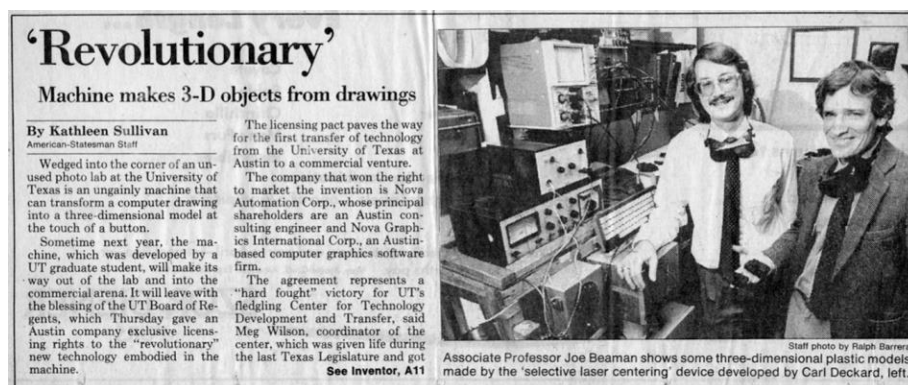 ‘Revolutionary’
Machine makes 3-D objects from drawings
By Kathleen Sullivan
American-Statesman Staff
Wedged into the corner of an un-
used photo lab at the University of
Texas is an ungainly machine that
can transform a computer drawing
into a three-dimensional model at
the touch of a button.
Sometime next year, the ma-
chine, which was developed by a
UT graduate student, will make its
way out of the lab and into the
commercial arena. It will leave with
the blessing of the UT Board of Re-
gents, which Thursday gave an
Austin company exclusive licens-
ing rights to the “revolutionary”
new technology embodied in the
machine.
The licensing pact paves the way
for the first transfer of technology
from the University of Texas at
Austin to a commercial venture.
The company that won the right
to market the invention is Nova
Automation Corp., whose principal
shareholders are an Austin con-
sulting engineer and Nova Graph-
ics International Corp., an Austin-
based computer graphics software
firm.
The agreement represents a
“hard fought” victory for UT’s
fledgling Center for Technology
Development and Transfer, said
Meg Wilson, coordinator of the
center, which was given life during
the last Texas Legislature and got
See Inventor, A11
Staff photo by Ralph Barrera
Associate Professor Joe Beaman shows some three-dimensional plastic models
made by the ‘selective laser centering’ device developed by Carl Deckard, left.